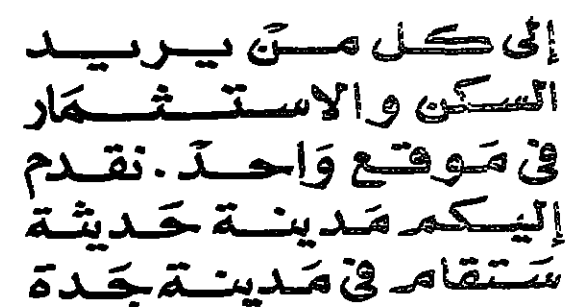 إلى كل من يريد
السكن والاستثمار
في موقع واحد . نقدم
إليكم مدينة حديثة
ستقام في مدينة جدة